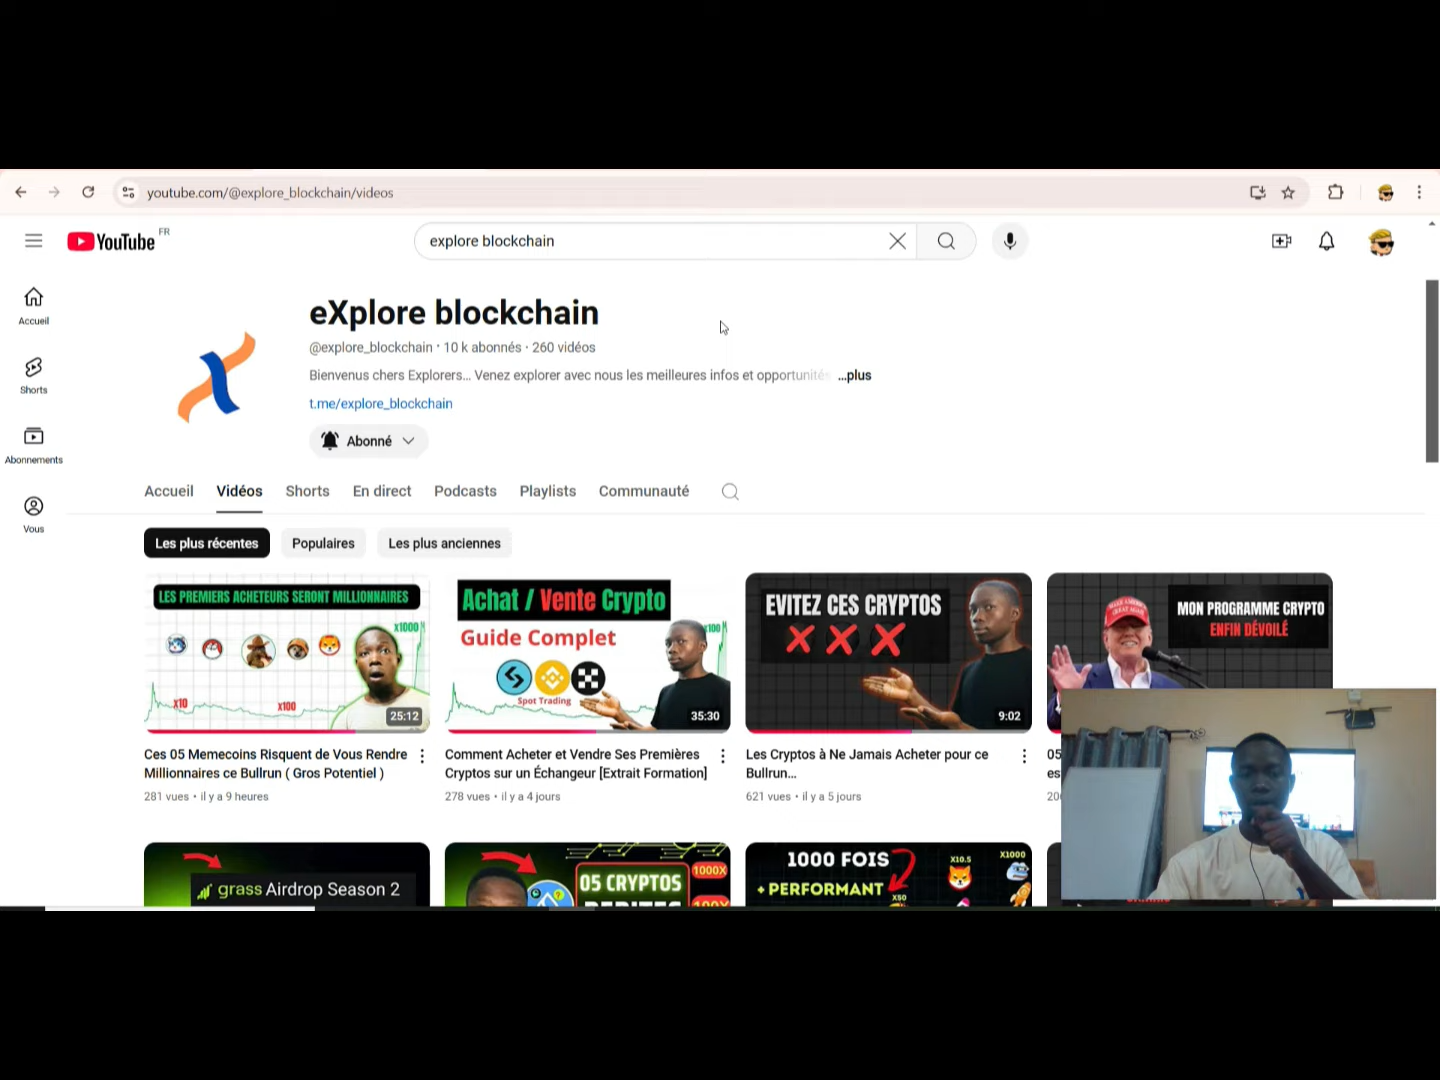 youtube.com/@explore_blockchain/videos
YouTube FR
explore blockchain
Accueil
Shorts
Abonnements
Vous
eXplore blockchain
@explore_blockchain · 10 k abonnés · 260 vidéos
Bienvenus chers Explorers... Venez explorer avec nous les meilleures infos et opportunités ...plus
t.me/explore_blockchain
Abonné
Accueil Vidéos Shorts En direct Podcasts Playlists Communauté
Les plus récentes Populaires Les plus anciennes
LES PREMIERS ACHETEURS SERONT MILLIONNAIRES
x1000
x10
x100
25:12
Ces 05 Memecoins Risquent de Vous Rendre
Millionnaires ce Bullrun ( Gros Potentiel )
281 vues • il y a 9 heures
Achat / Vente Crypto
Guide Complet
x100
Spot Trading
35:30
Comment Acheter et Vendre Ses Premières
Cryptos sur un Échangeur [Extrait Formation]
278 vues • il y a 4 jours
EVITEZ CES CRYPTOS
9:02
Les Cryptos à Ne Jamais Acheter pour ce
Bullrun...
621 vues • il y a 5 jours
MON PROGRAMME CRYPTO
ENFIN DÉVOILÉ
05
es
grass Airdrop Season 2
05 CRYPTOS
1000X
1000 FOIS
+ PERFORMANT
X10.5
X1000
X50